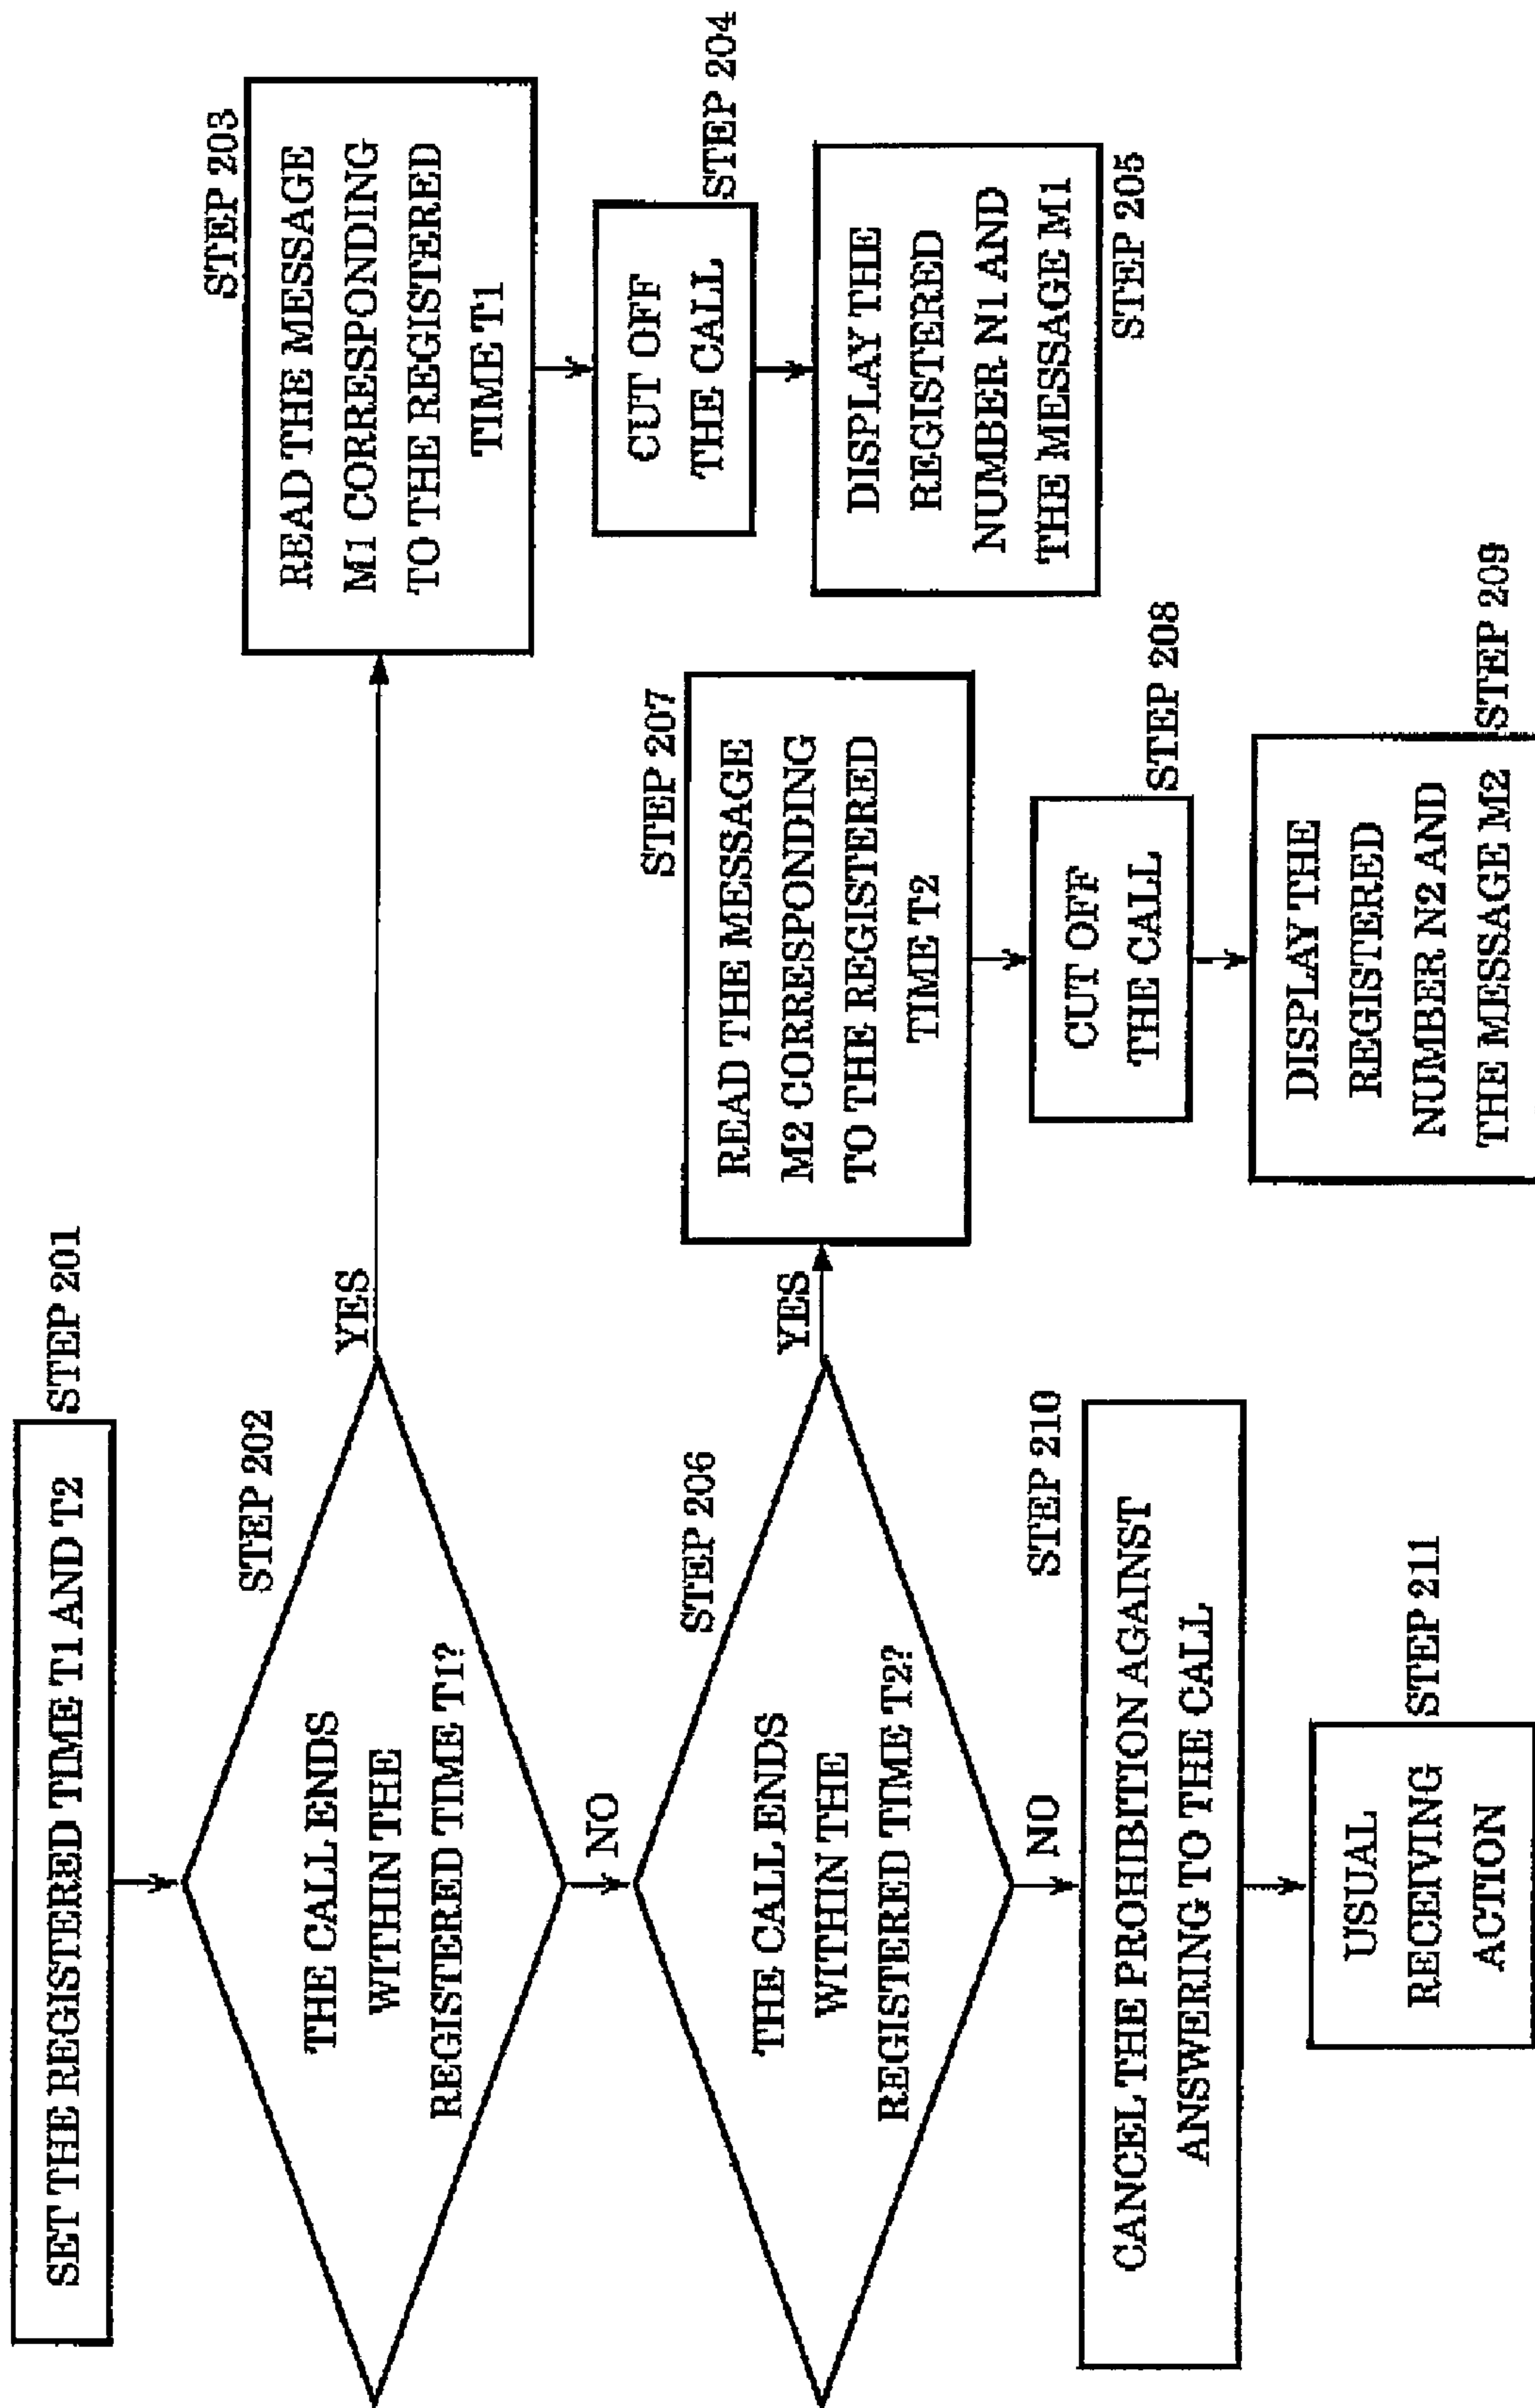 SET THE REGISTERED TIME T1 AND T2
STEP 201
STEP 202
THE CALL ENDS
WITHIN THE
REGISTERED TIME T1?
YES
NO
STEP 203
READ THE MESSAGE
M1 CORRESPONDING
TO THE REGISTERED
TIME T1
CUT OFF
THE CALL
STEP 204
DISPLAY THE
REGISTERED
NUMBER N1 AND
THE MESSAGE M1
STEP 205
STEP 206
THE CALL ENDS
WITHIN THE
REGISTERED TIME T2?
YES
NO
STEP 207
READ THE MESSAGE
M2 CORRESPONDING
TO THE REGISTERED
TIME T2
CUT OFF
THE CALL
STEP 208
DISPLAY THE
REGISTERED
NUMBER N2 AND
THE MESSAGE M2
STEP 209
STEP 210
CANCEL THE PROHIBITION AGAINST
ANSWERING TO THE CALL
USUAL
RECEIVING
ACTION
STEP 211